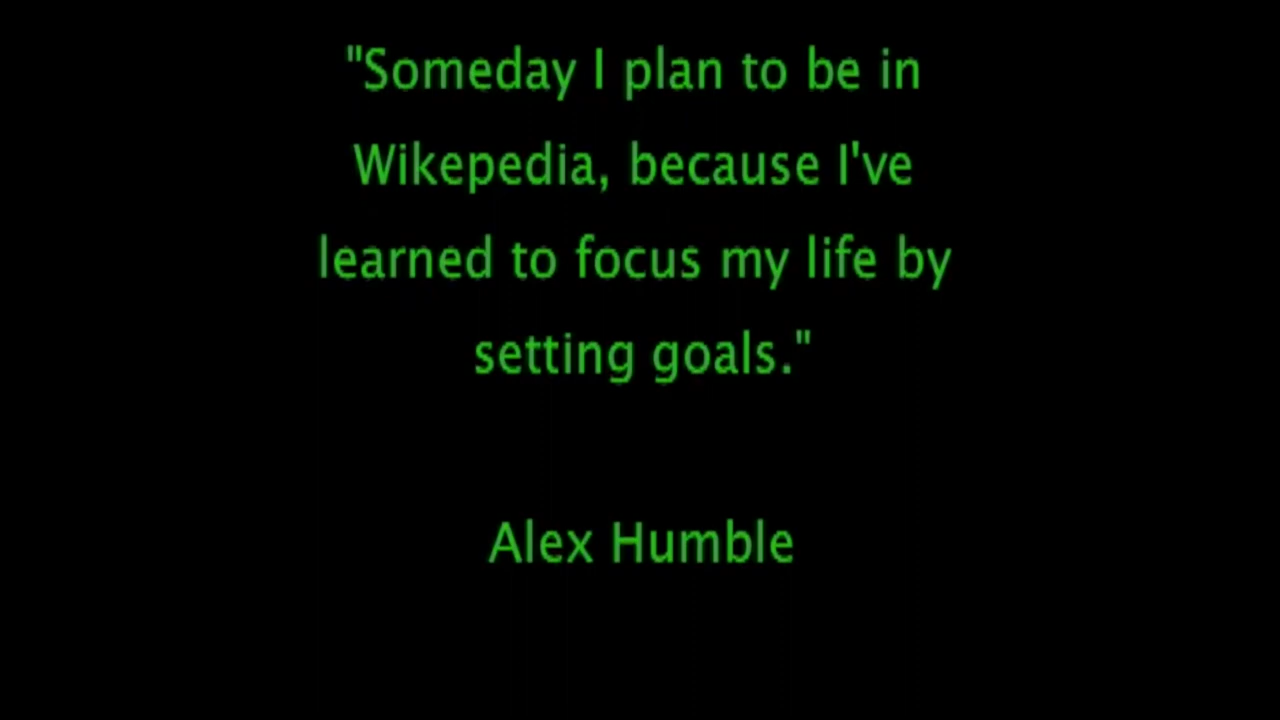 "Someday I plan to be in
Wikepedia, because I've
learned to focus my life by
setting goals."
Alex Humble